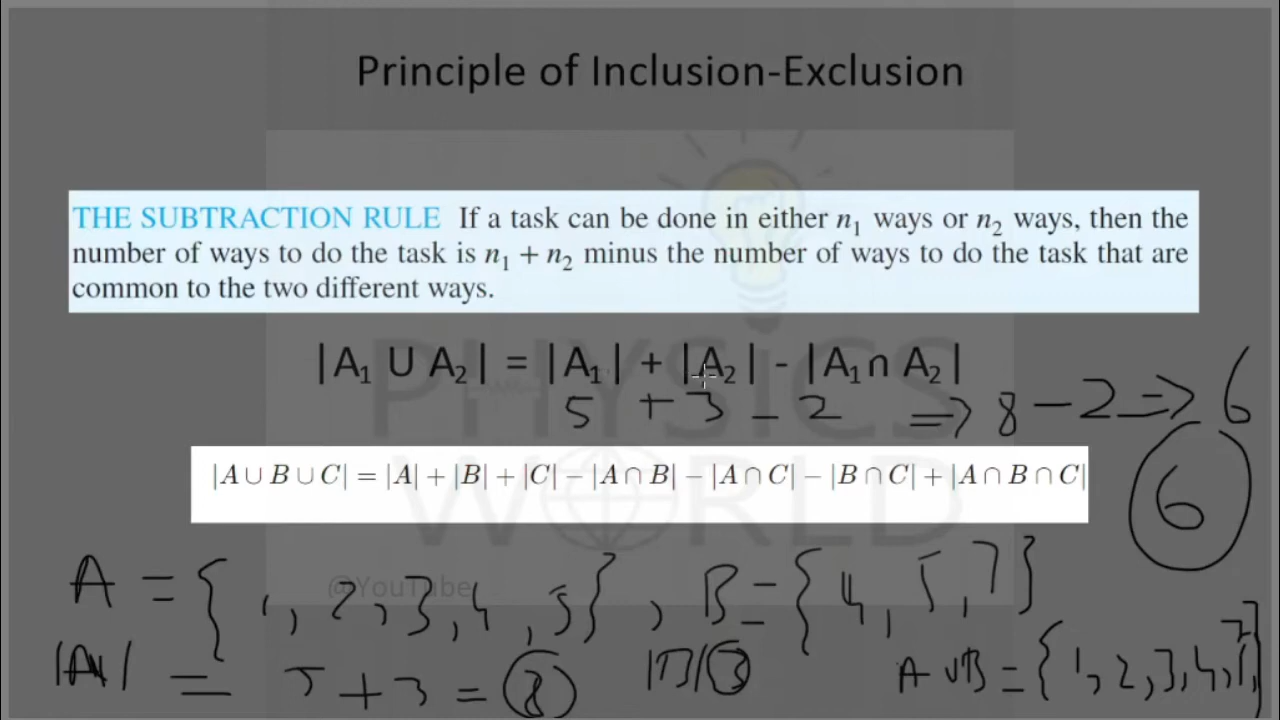 Principle of Inclusion-Exclusion
THE SUBTRACTION RULE If a task can be done in either n₁ ways or n₂ ways, then the
number of ways to do the task is n₁ + n₂ minus the number of ways to do the task that are
common to the two different ways.
|A₁ U A₂| = |A₁| + |A₂| - |A₁ ∩ A₂|
5 + 3 - 2 => 8 - 2 => 6
|A ∪ B ∪ C| = |A| + |B| + |C| − |A ∩ B| − |A ∩ C| − |B ∩ C| + |A ∩ B ∩ C|
6
PHYSICS
WORLD
@YouTube
A = {1, 2, 3, 4, 5}, B = {4, 5, 7}
|A| = 5 + 3 = 8 |B| 3 A ∪ B = {1, 2, 3, 4,